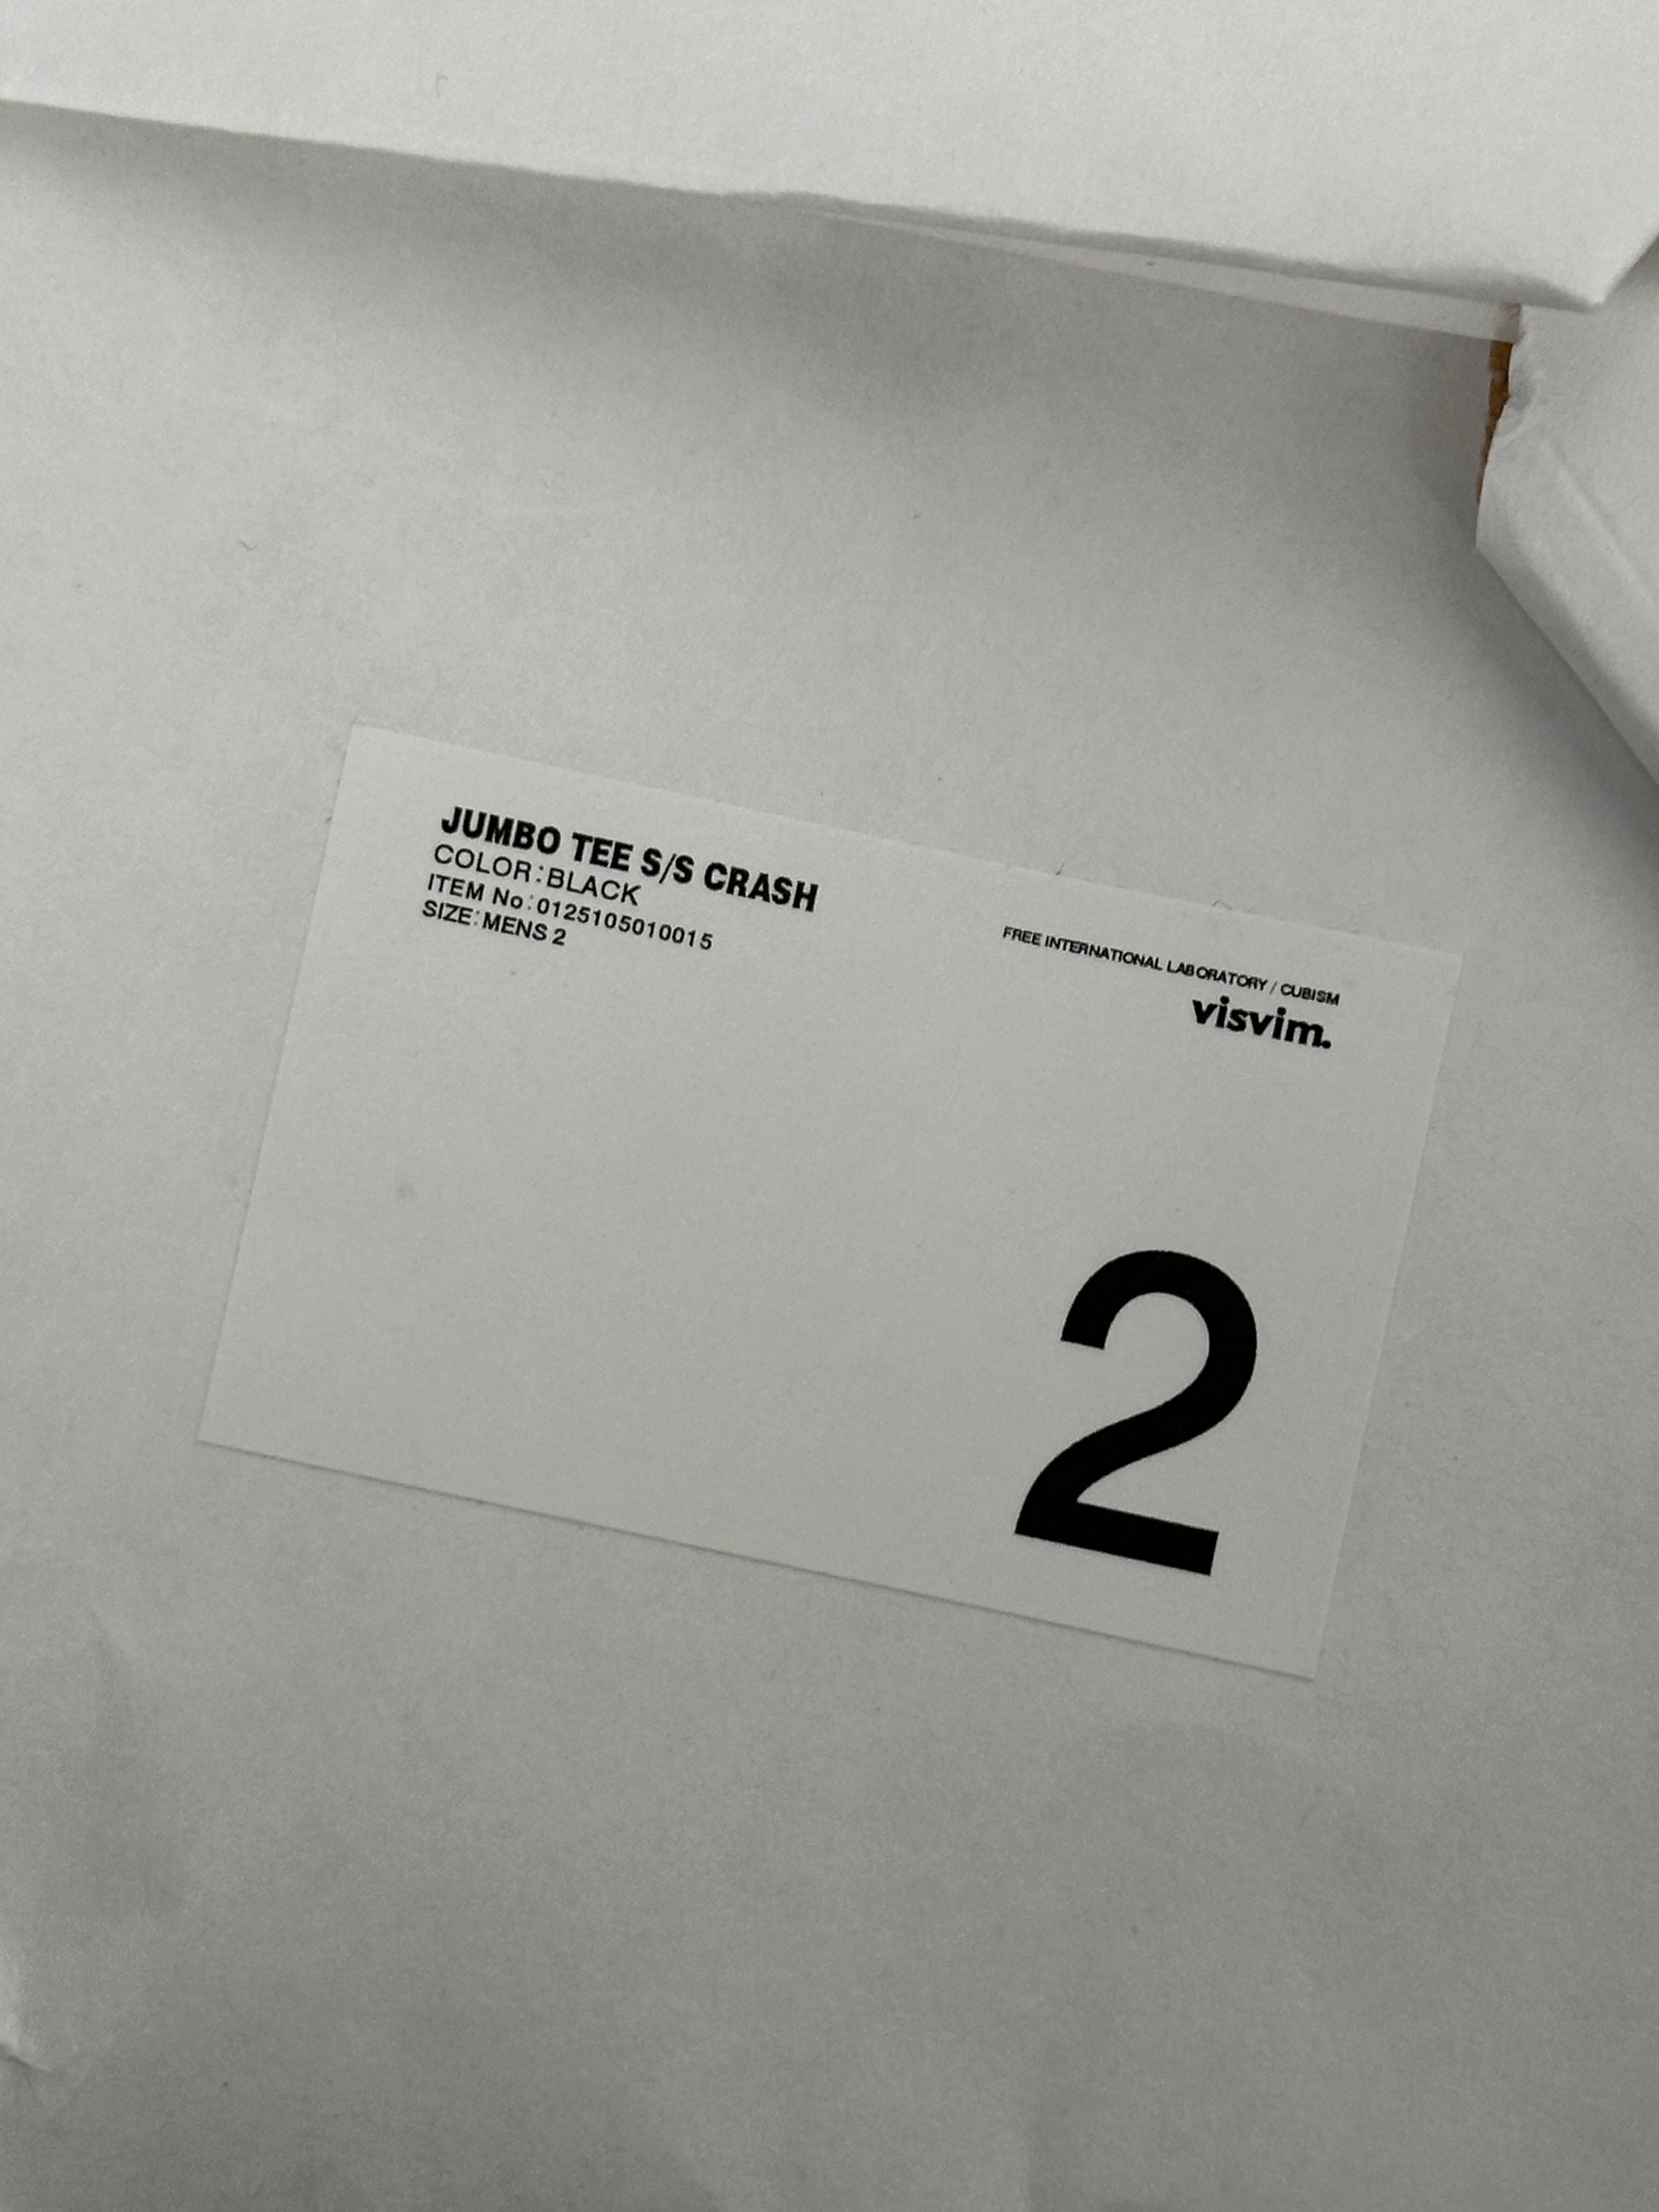 JUMBO TEE S/S CRASH
COLOR:BLACK
ITEM No:0125105010015
SIZE:MENS 2
FREE INTERNATIONAL LABORATORY / CUBISM
visvim.
2